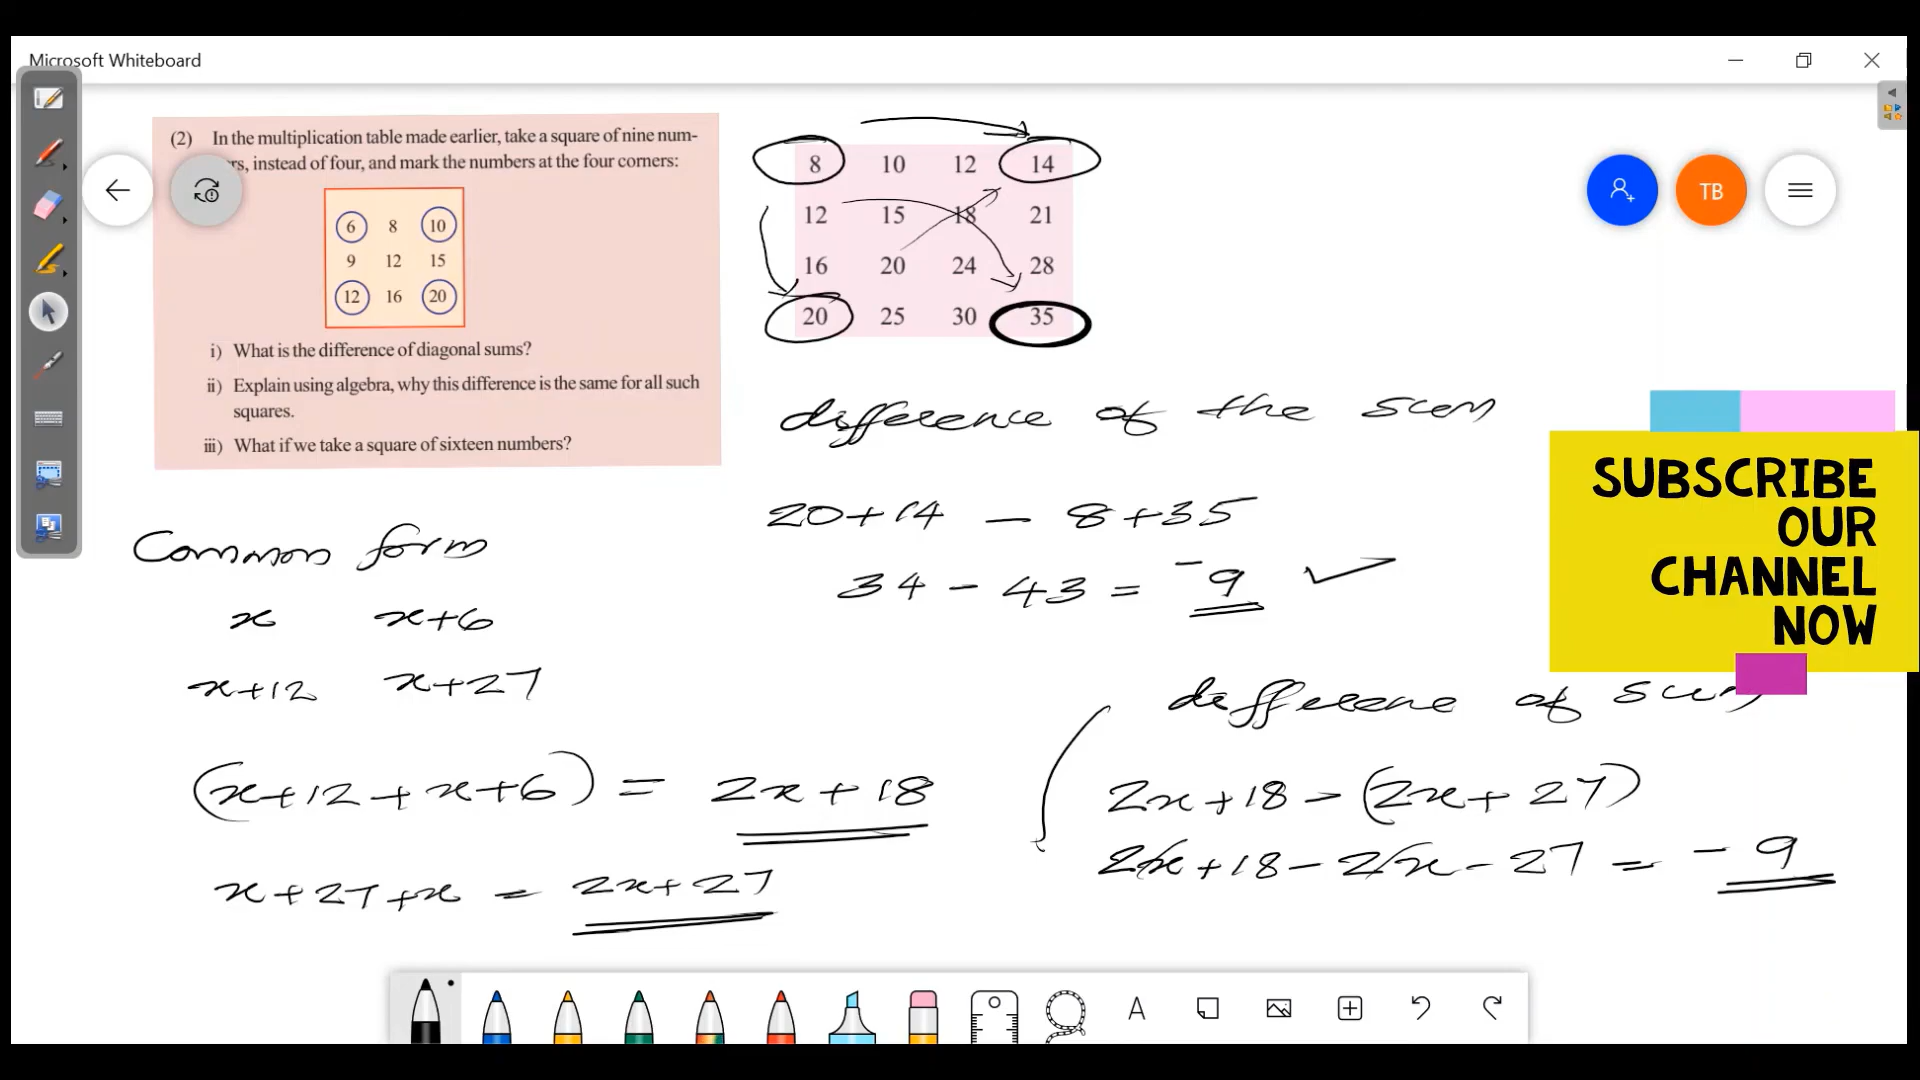 Microsoft Whiteboard
(2) In the multiplication table made earlier, take a square of nine num-
rs, instead of four, and mark the numbers at the four corners:
6 8 10
9 12 15
12 16 20
i) What is the difference of diagonal sums?
ii) Explain using algebra, why this difference is the same for all such
squares.
iii) What if we take a square of sixteen numbers?
8 10 12 14
12 15 18 21
16 20 24 28
20 25 30 35
TB
difference of the sum
20+14 - 8+35
34 - 43 = -9
SUBSCRIBE
OUR
CHANNEL
NOW
Common form
x x+6
x+12 x+27
(x+12+x+6) = 2x+18
x+27+x = 2x+27
difference of sum
2x+18-(2x+27)
2x+18-2x-27 = -9
A